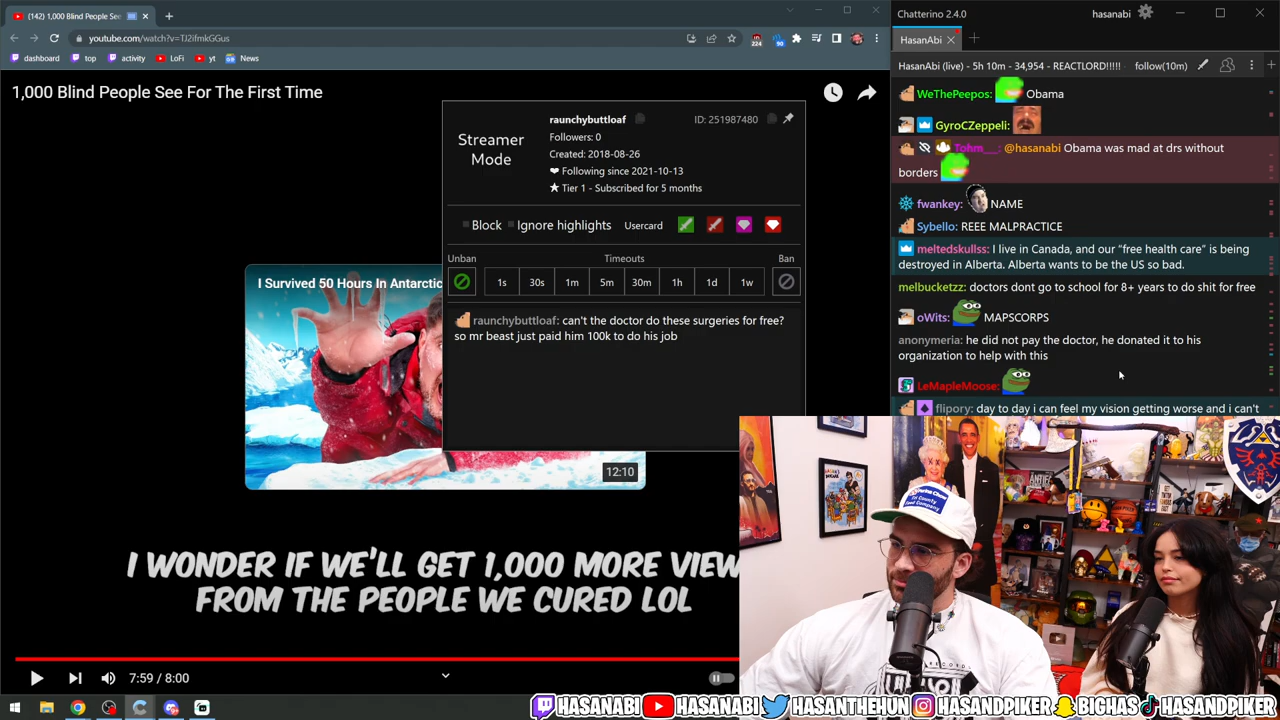 (142) 1,000 Blind People See
youtube.com/watch?v=TJ2ifmkGGus
224
90
dashboard
top
activity
LoFi
yt
News
1,000 Blind People See For The First Time
I Survived 50 Hours In Antarctic
12:10
I WONDER IF WE'LL GET 1,000 MORE VIEW
FROM THE PEOPLE WE CURED LOL
7:59 / 8:00
Streamer
Mode
raunchybuttloaf
ID: 251987480
Followers: 0
Created: 2018-08-26
❤ Following since 2021-10-13
★ Tier 1 - Subscribed for 5 months
Block
Ignore highlights
Usercard
Unban
Timeouts
Ban
1s
30s
1m
5m
30m
1h
1d
1w
raunchybuttloaf: can't the doctor do these surgeries for free?
so mr beast just paid him 100k to do his job
Chatterino 2.4.0
hasanabi
HasanAbi
HasanAbi (live) - 5h 10m - 34,954 - REACTLORD!!!!!
follow(10m)
WeThePeepos: Obama
GyroCZeppeli:
Tohm___: @hasanabi Obama was mad at drs without
borders
fwankey: NAME
Sybello: REEE MALPRACTICE
meltedskullss: I live in Canada, and our “free health care” is being
destroyed in Alberta. Alberta wants to be the US so bad.
melbucketzz: doctors dont go to school for 8+ years to do shit for free
oWits: MAPSCORPS
anonymeria: he did not pay the doctor, he donated it to his
organization to help with this
LeMapleMoose:
flipory: day to day i can feel my vision getting worse and i can't
HASANABI
HASANABI
HASANTHEHUN
HASANDPIKER
BIGHAS
HASANDPIKER